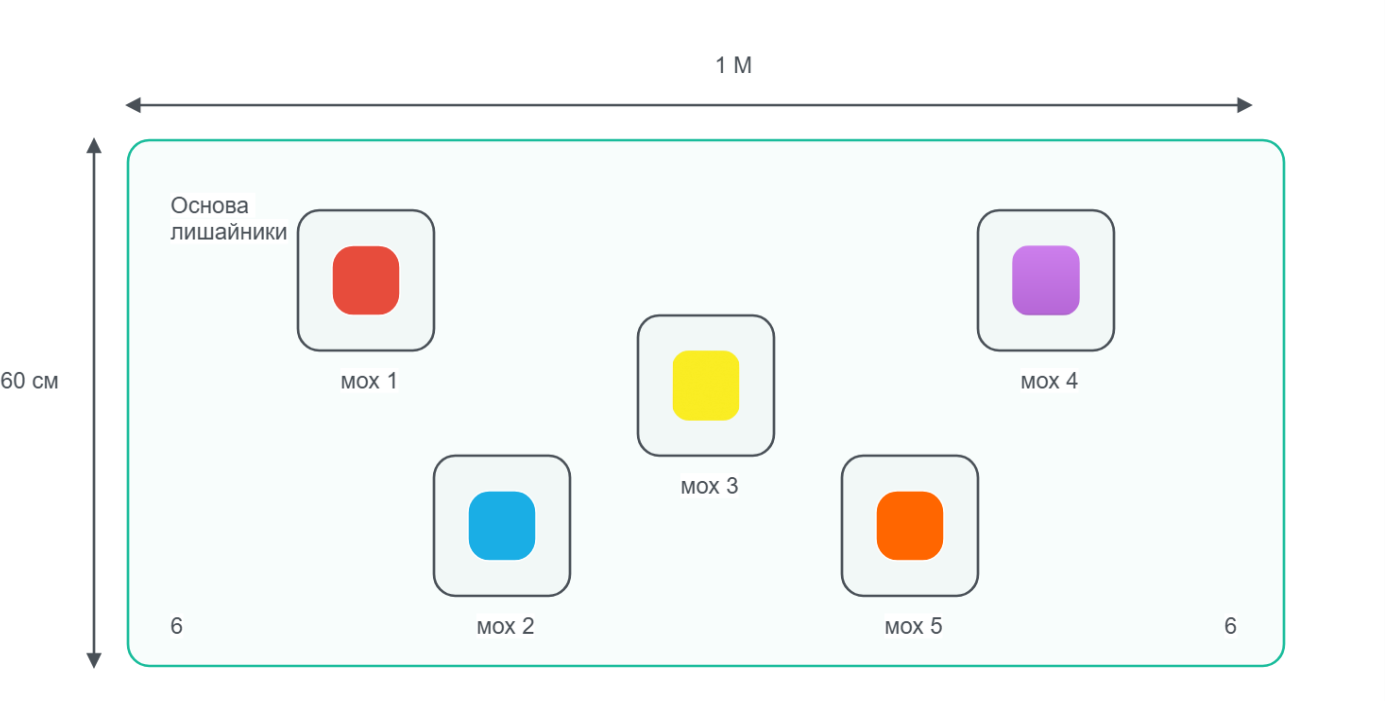 1 М
Основа
лишайники
60 см
мох 1
мох 4
мох 3
6
мох 2
мох 5
6